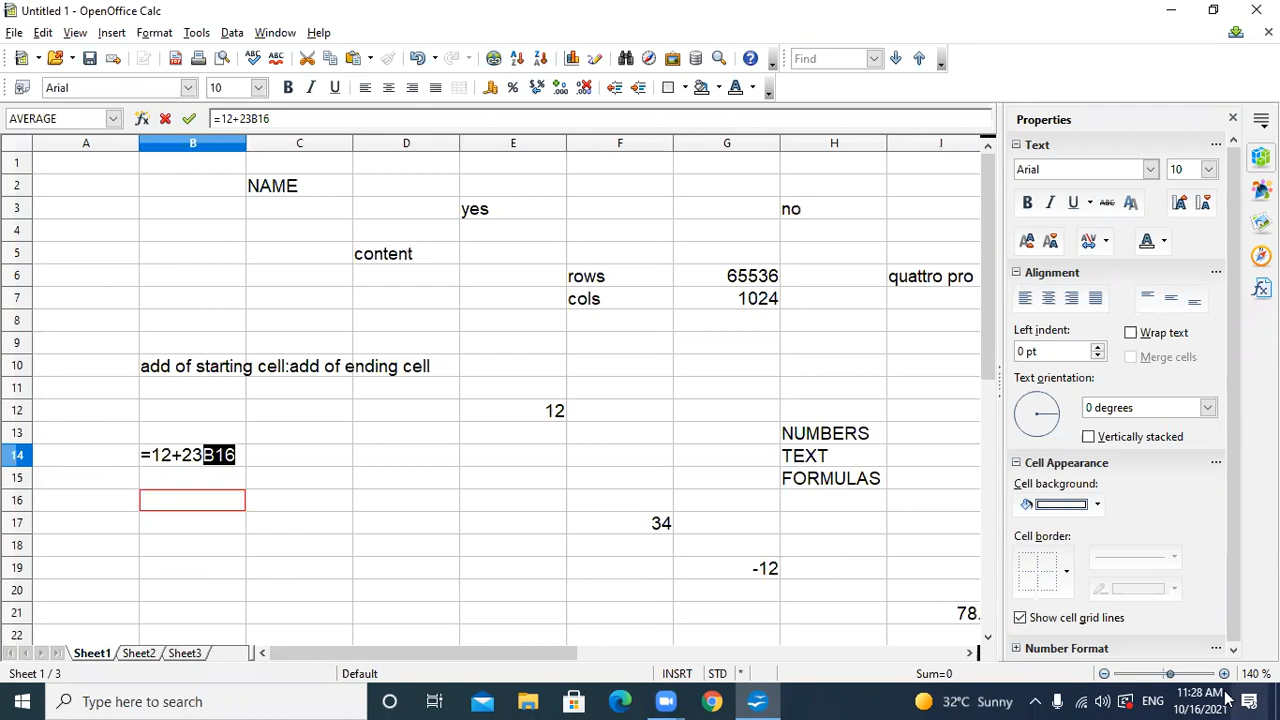 Untitled 1 - OpenOffice Calc
File Edit View Insert Format Tools Data Window Help
Find
Arial 10
AVERAGE =12+23B16
A B C D E F G H I
1
2 NAME
3 yes no
4
5 content
6 rows 65536 quattro pro
7 cols 1024
8
9
10 add of starting cell:add of ending cell
11
12 12
13 NUMBERS
14 =12+23B16 TEXT
15 FORMULAS
16
17 34
18
19 -12
20
21 78.
22
Properties
Text
Arial 10
Alignment
Left indent:
Wrap text
0 pt
Merge cells
Text orientation:
0 degrees
Vertically stacked
Cell Appearance
Cell background:
Cell border:
Show cell grid lines
Number Format
Sheet1 Sheet2 Sheet3
Sheet 1 / 3 Default INSRT STD * Sum=0 140 %
Type here to search
32°C Sunny ENG
11:28 AM
10/16/2021